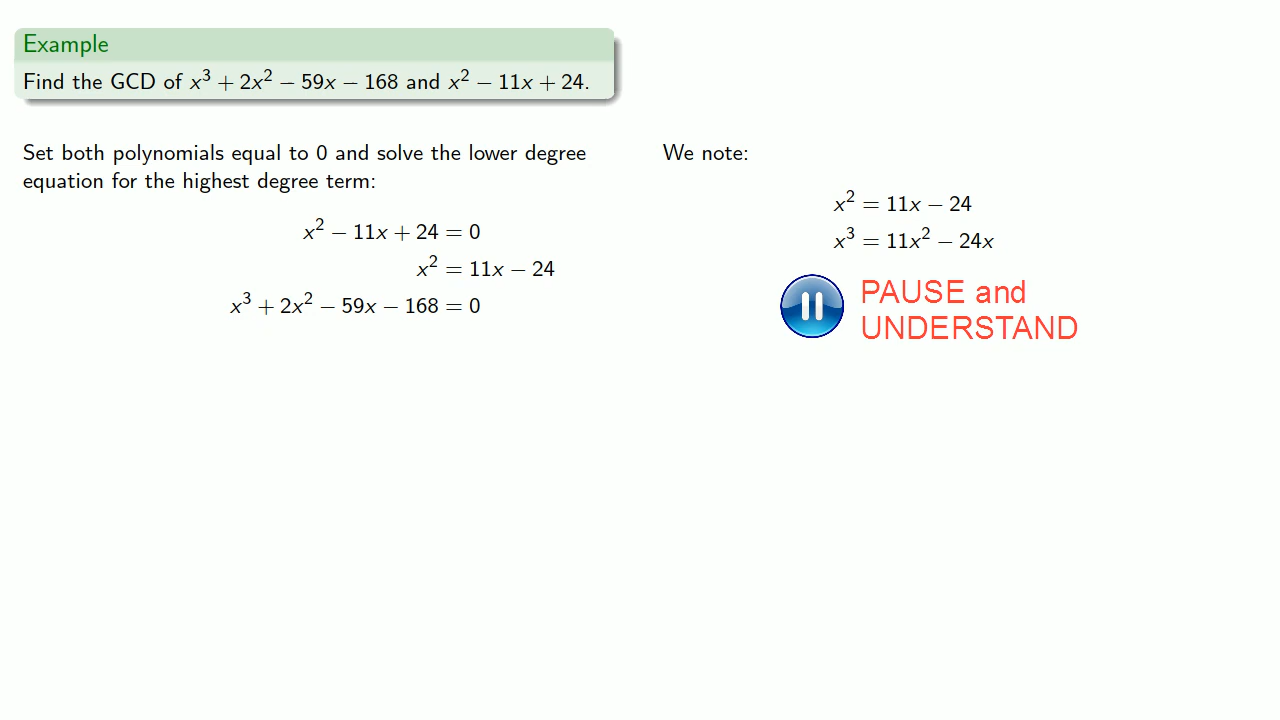 Example
Find the GCD of x³ + 2x² − 59x − 168 and x² − 11x + 24.
Set both polynomials equal to 0 and solve the lower degree
equation for the highest degree term:
x² − 11x + 24 = 0
x² = 11x − 24
x³ + 2x² − 59x − 168 = 0
We note:
x² = 11x − 24
x³ = 11x² − 24x
PAUSE and
UNDERSTAND